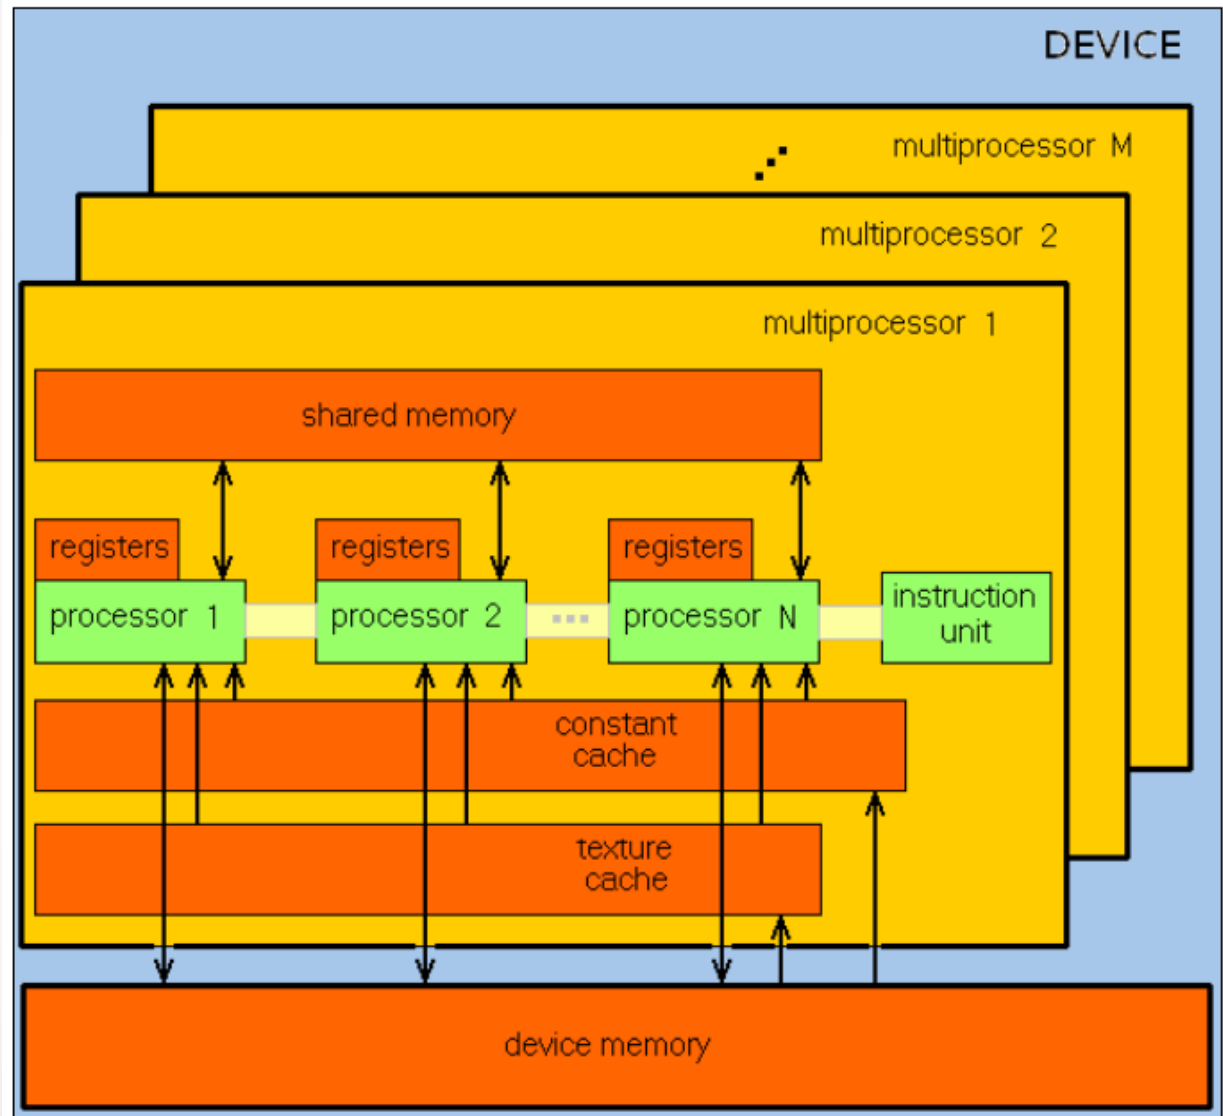 DEVICE
multiprocessor M
multiprocessor 2
multiprocessor 1
shared memory
registers registers registers
processor 1 processor 2 ... processor N instruction
unit
constant
cache
texture
cache
device memory